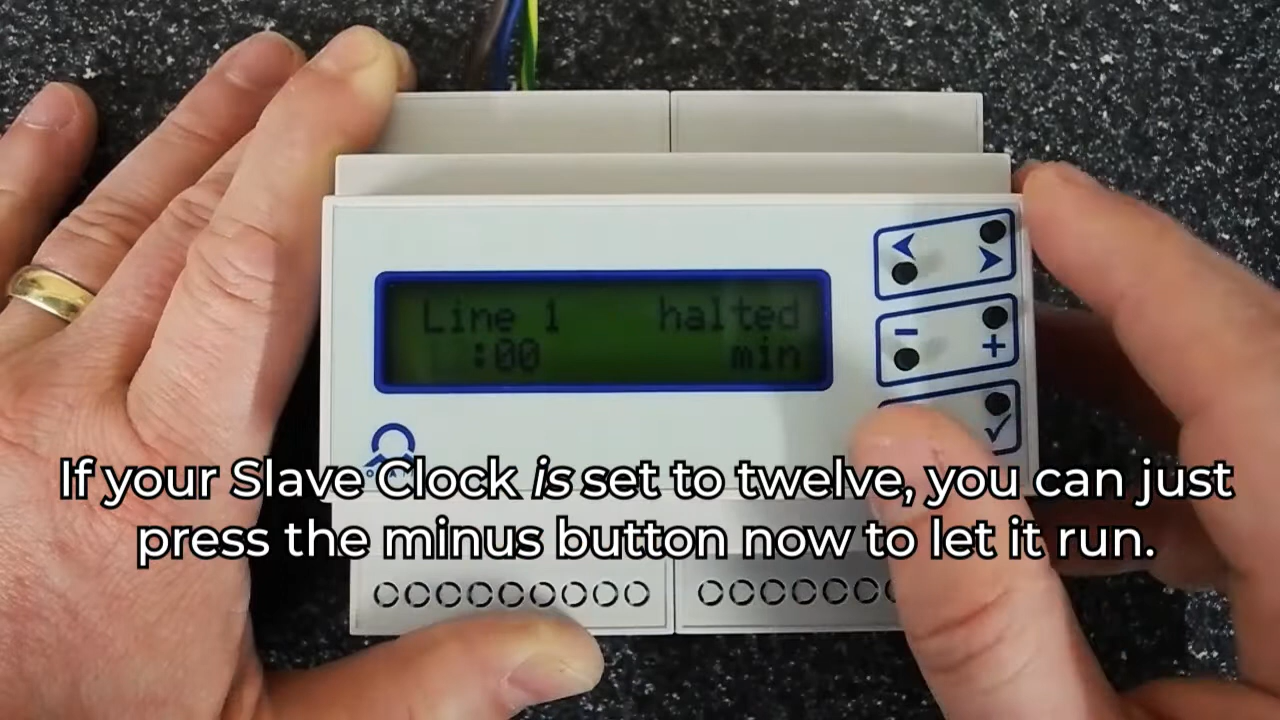 Line 1 halted
:00 min
− +
✓
If your Slave Clock is set to twelve, you can just
press the minus button now to let it run.